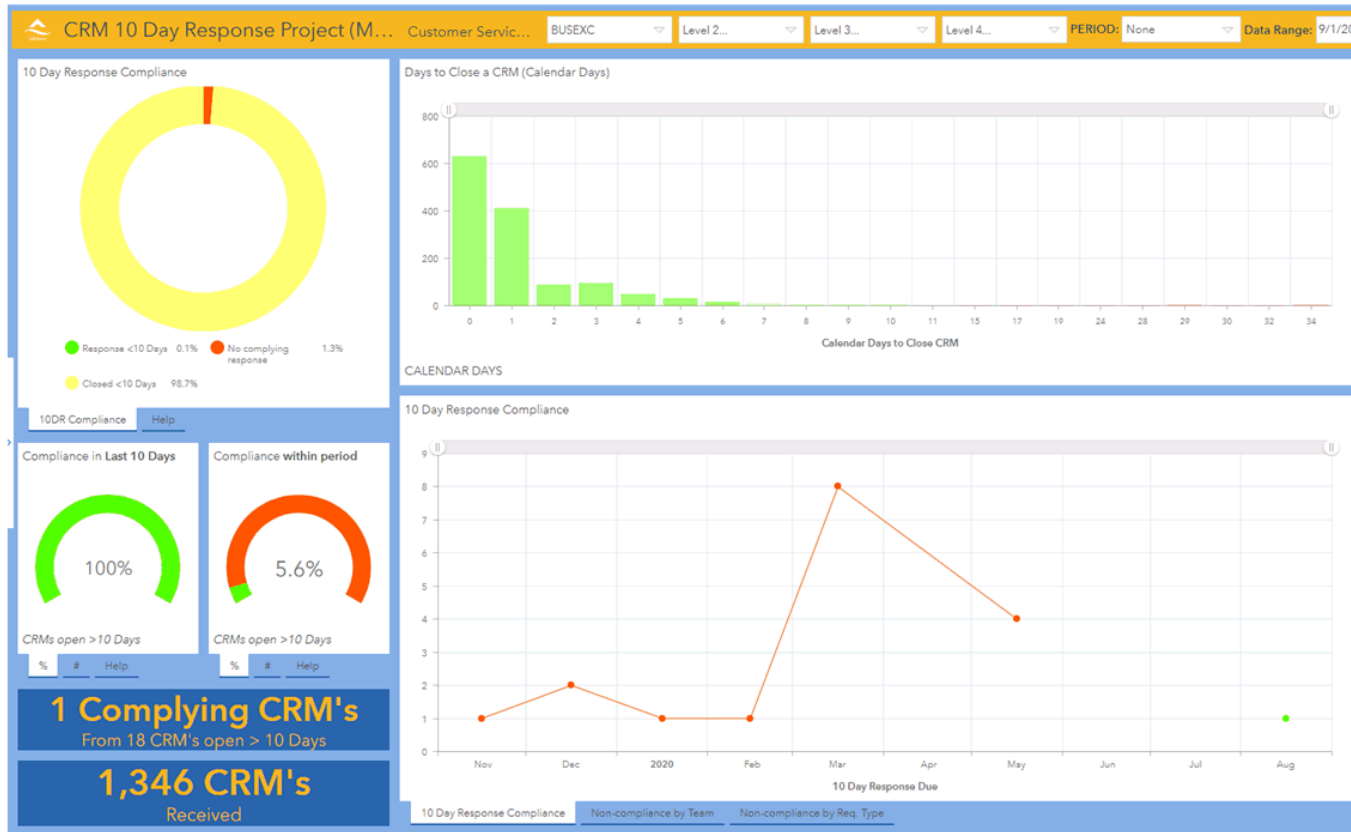 CRM 10 Day Response Project (M... Customer Servic... BUSEXC Level 2... Level 3... Level 4... PERIOD: None Data Range: 9/1/20
10 Day Response Compliance
Response <10 Days 0.1% No complying response 1.3%
Closed <10 Days 98.7%
10DR Compliance Help
Days to Close a CRM (Calendar Days)
800
600
400
200
0
0 1 2 3 4 5 6 7 8 9 10 11 15 17 19 24 28 29 30 32 34
Calendar Days to Close CRM
CALENDAR DAYS
Compliance in Last 10 Days
100%
CRMs open >10 Days
% # Help
Compliance within period
5.6%
CRMs open >10 Days
% # Help
1 Complying CRM's
From 18 CRM's open > 10 Days
1,346 CRM's
Received
10 Day Response Compliance
9
8
7
6
5
4
3
2
1
0
Nov Dec 2020 Feb Mar Apr May Jun Jul Aug
10 Day Response Due
10 Day Response Compliance Non-compliance by Team Non-compliance by Req. Type